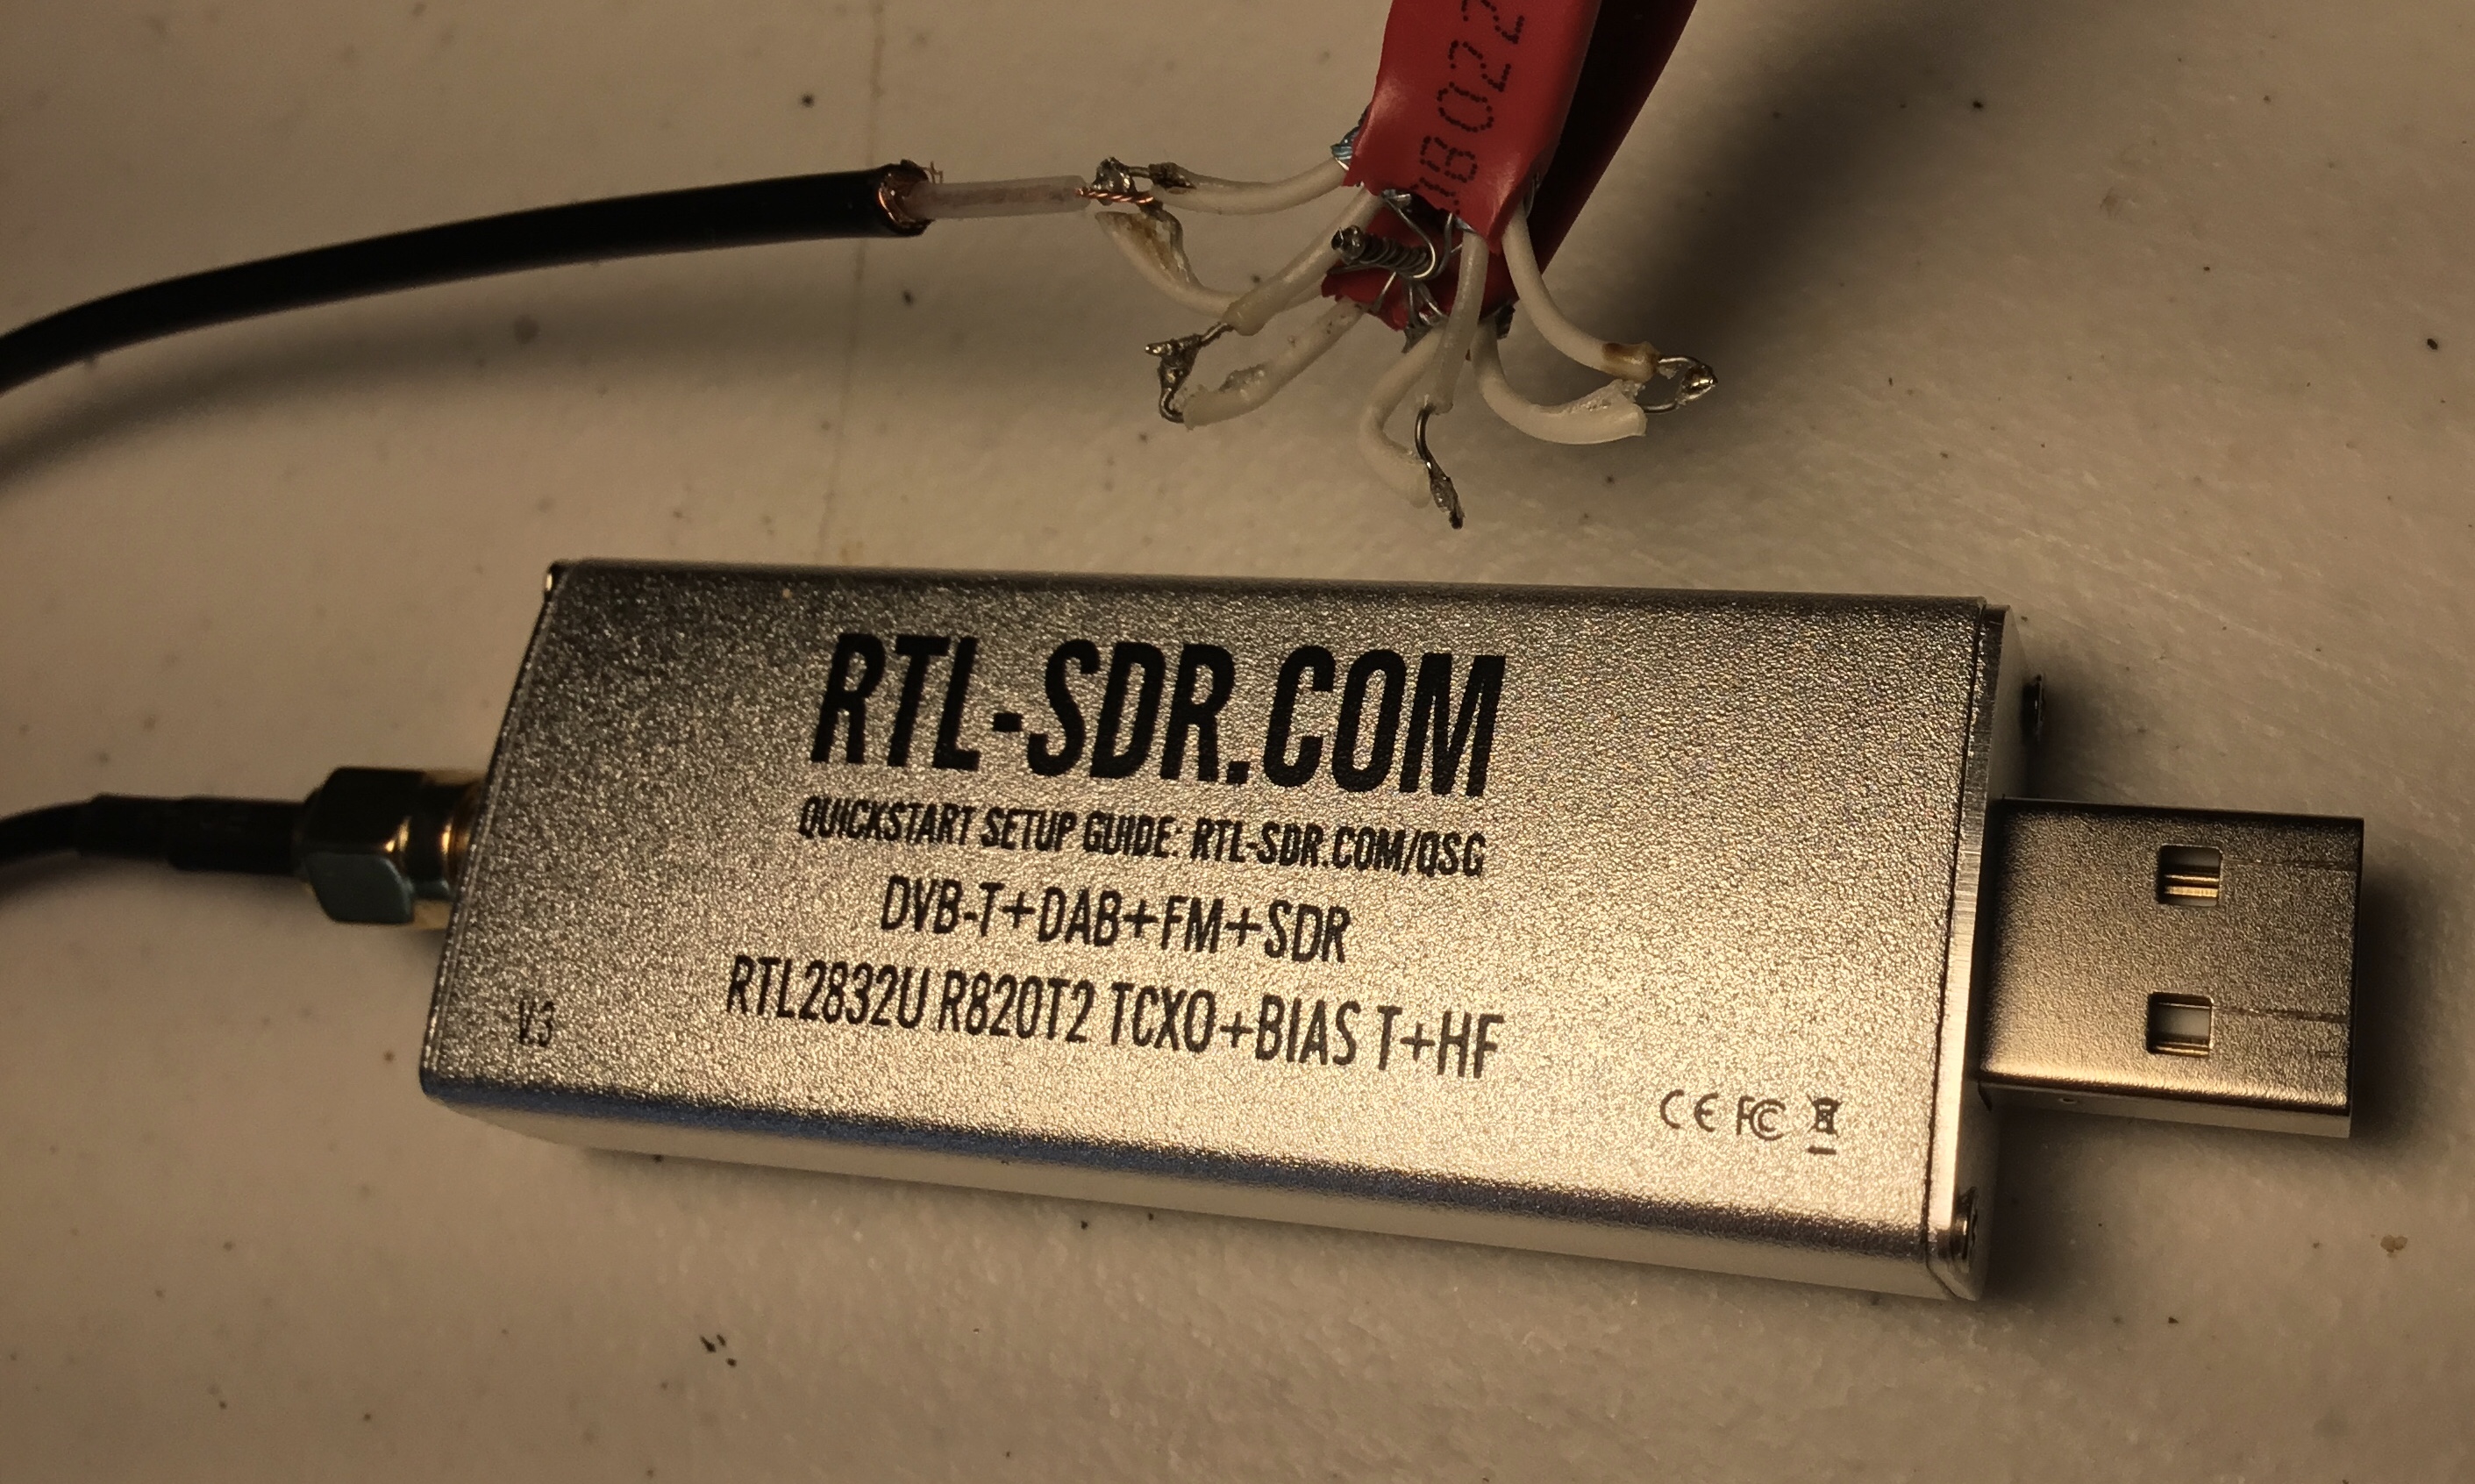 RTL-SDR.COM
QUICKSTART SETUP GUIDE: RTL-SDR.COM/QSG
DVB-T+DAB+FM+SDR
RTL2832U R820T2 TCXO+BIAS T+HF
V.3
CE FC